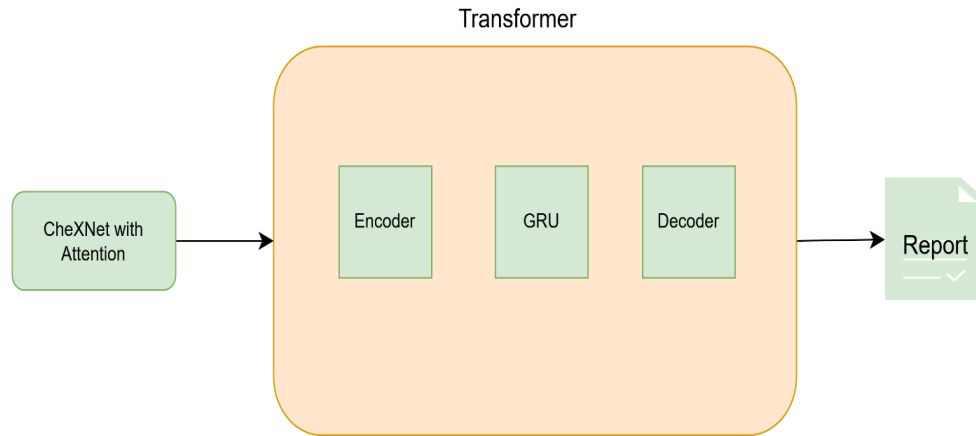 Transformer
CheXNet with
Attention
Encoder
GRU
Decoder
Report